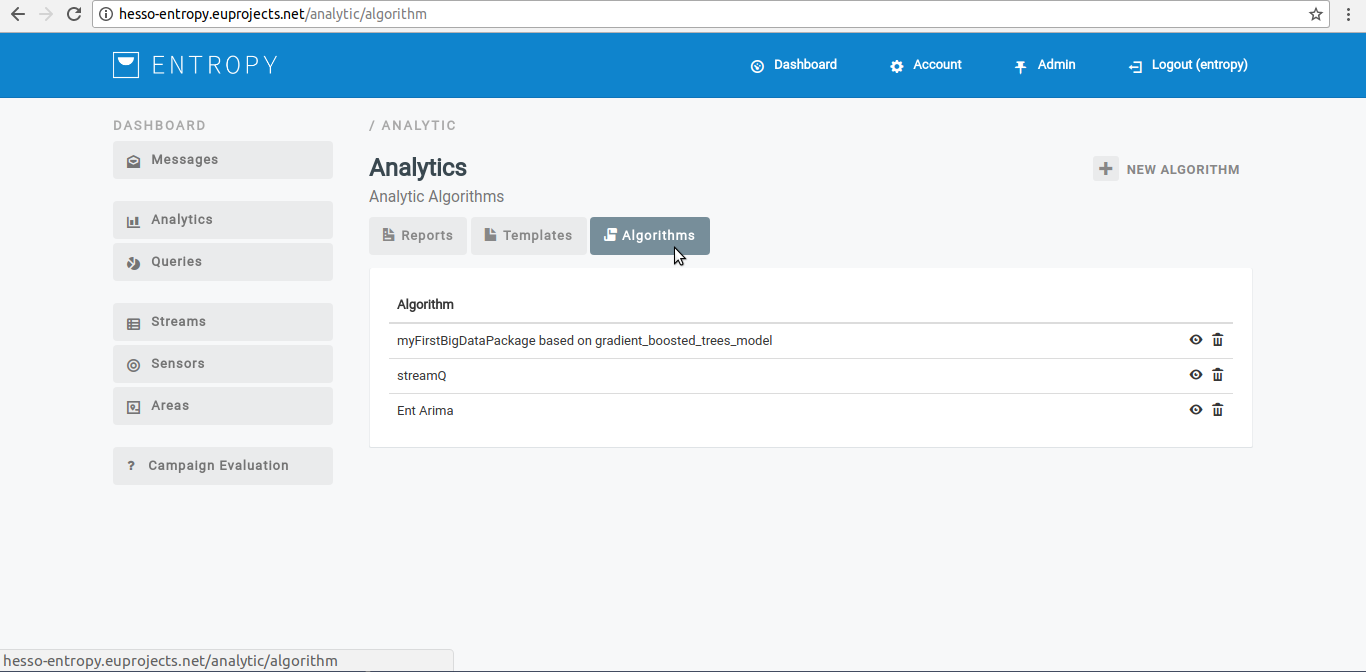 hesso-entropy.euprojects.net/analytic/algorithm
ENTROPY
Dashboard
Account
Admin
Logout (entropy)
DASHBOARD
Messages
Analytics
Queries
Streams
Sensors
Areas
? Campaign Evaluation
/ ANALYTIC
Analytics
NEW ALGORITHM
Analytic Algorithms
Reports
Templates
Algorithms
Algorithm
myFirstBigDataPackage based on gradient_boosted_trees_model
streamQ
Ent Arima
hesso-entropy.euprojects.net/analytic/algorithm